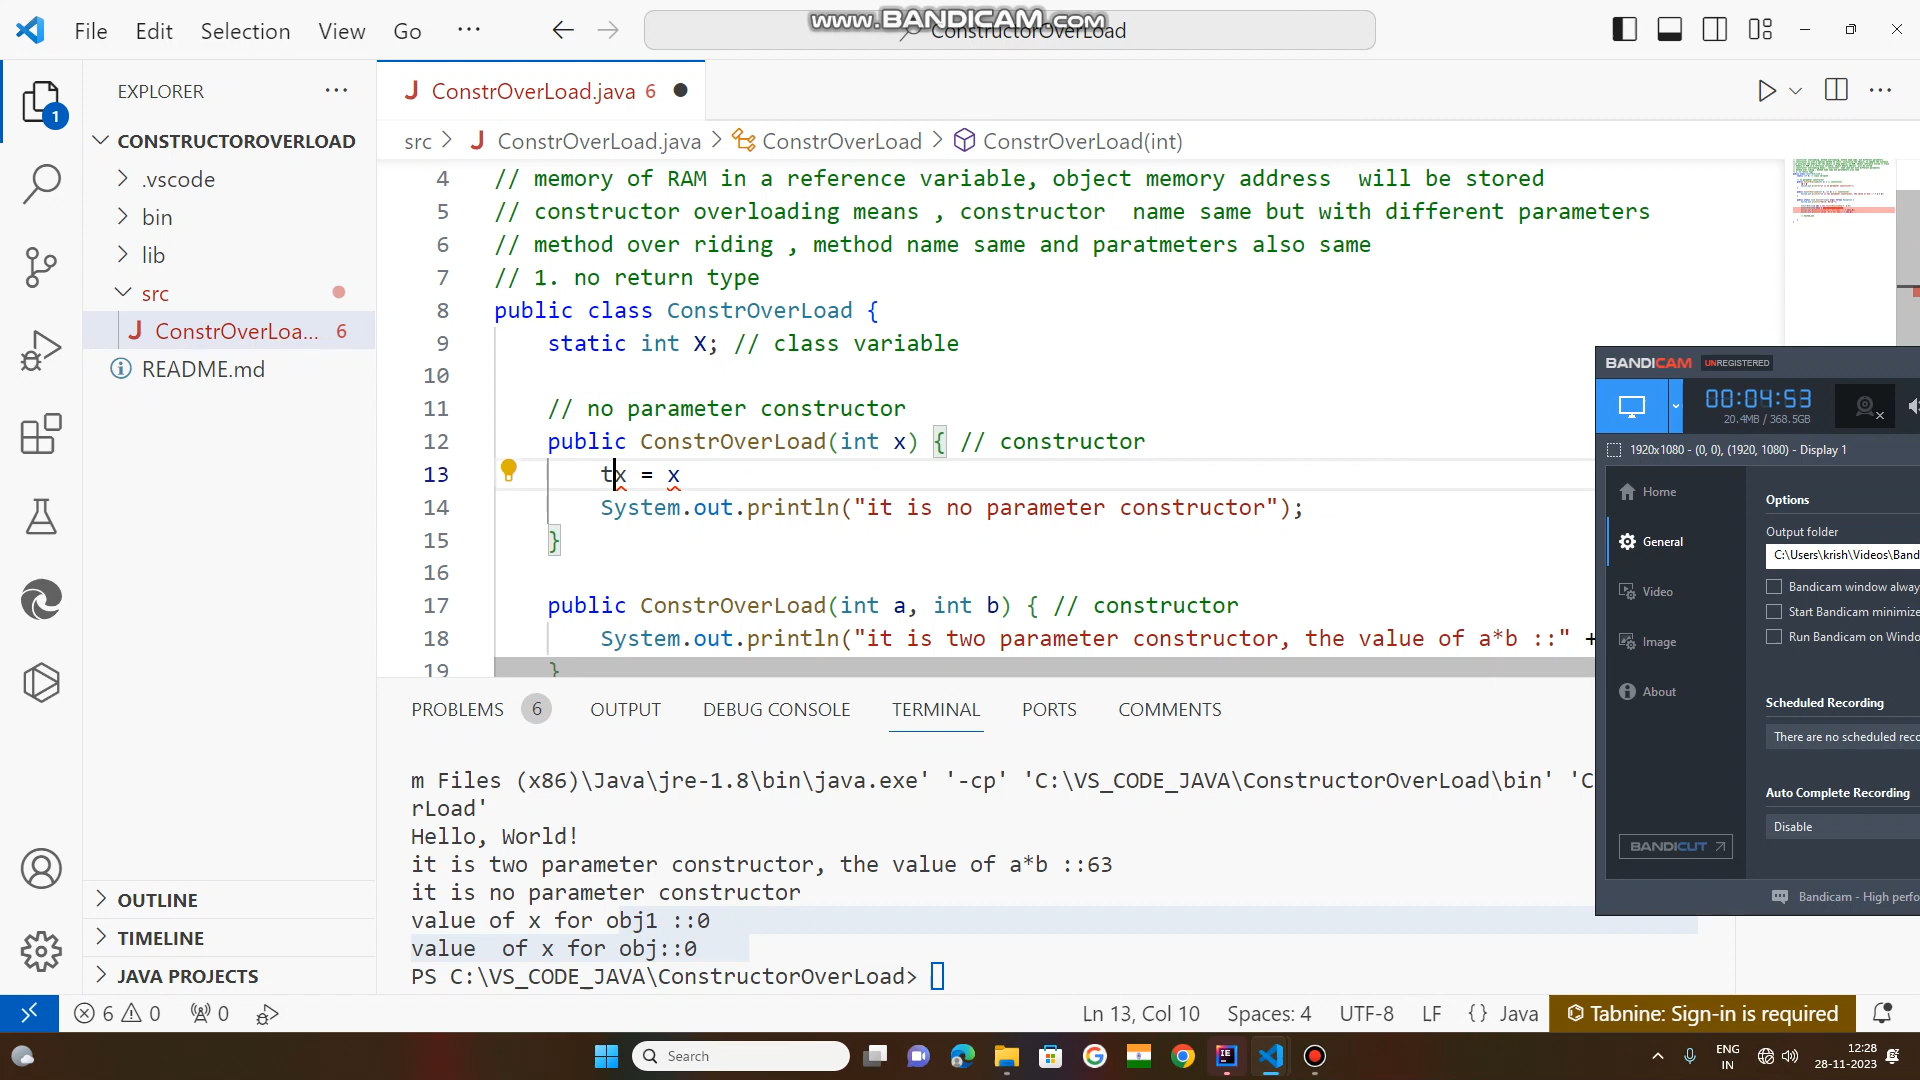 File Edit Selection View Go ··· www.BANDICAM.com ConstructorOverLoad
EXPLORER ···
1
CONSTRUCTOROVERLOAD
.vscode
bin
lib
src
ConstrOverLoa... 6
README.md
OUTLINE
TIMELINE
JAVA PROJECTS
J ConstrOverLoad.java 6
src > J ConstrOverLoad.java > ConstrOverLoad > ConstrOverLoad(int)
4 // memory of RAM in a reference variable, object memory address  will be stored
5 // constructor overloading means , constructor  name same but with different parameters
6 // method over riding , method name same and paratmeters also same
7 // 1. no return type
8 public class ConstrOverLoad {
9 static int X; // class variable
10
11 // no parameter constructor
12 public ConstrOverLoad(int x) { // constructor
13 tx = x
14 System.out.println("it is no parameter constructor");
15 }
16
17 public ConstrOverLoad(int a, int b) { // constructor
18 System.out.println("it is two parameter constructor, the value of a*b ::" +
19 }
PROBLEMS 6 OUTPUT DEBUG CONSOLE TERMINAL PORTS COMMENTS
m Files (x86)\Java\jre-1.8\bin\java.exe' '-cp' 'C:\VS_CODE_JAVA\ConstructorOverLoad\bin' 'C
rLoad'
Hello, World!
it is two parameter constructor, the value of a*b ::63
it is no parameter constructor
value of x for obj1 ::0
value  of x for obj::0
PS C:\VS_CODE_JAVA\ConstructorOverLoad>
BANDICAM UNREGISTERED
00:04:53
20.4MB / 368.5GB
1920x1080 - (0, 0), (1920, 1080) - Display 1
Home
General
Video
Image
About
BANDICUT
Options
Output folder
C:\Users\krish\Videos\Band
Bandicam window alway
Start Bandicam minimize
Run Bandicam on Windo
Scheduled Recording
There are no scheduled reco
Auto Complete Recording
Disable
Bandicam - High perfo
6 0 0 Ln 13, Col 10 Spaces: 4 UTF-8 LF {} Java Tabnine: Sign-in is required
Search
ENG
IN
12:28
28-11-2023